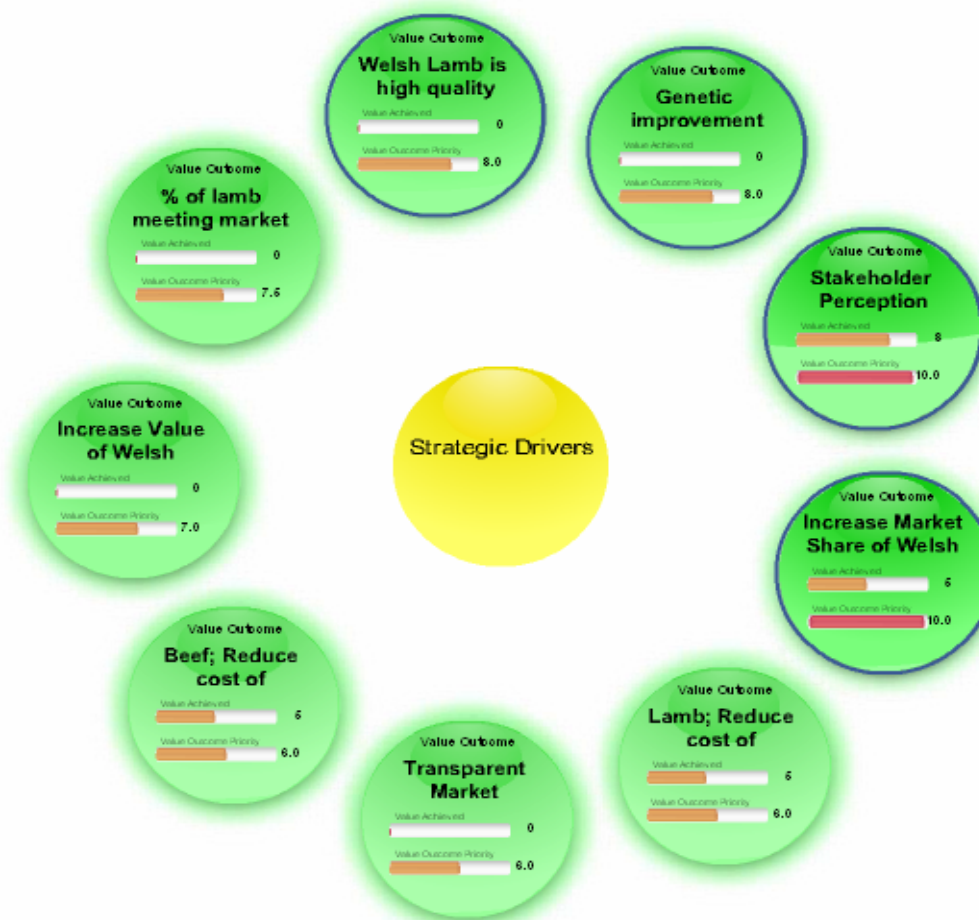 Value Outcome
Welsh Lamb is
high quality
Value Achieved
0
Value Outcome Priority
8.0
Value Outcome
Genetic
improvement
Value Achieved
0
Value Outcome Priority
8.0
Value Outcome
Stakeholder
Perception
Value Achieved
8
Value Outcome Priority
10.0
Value Outcome
Increase Market
Share of Welsh
Value Achieved
5
Value Outcome Priority
10.0
Value Outcome
Lamb; Reduce
cost of
Value Achieved
5
Value Outcome Priority
6.0
Value Outcome
Transparent
Market
Value Achieved
0
Value Outcome Priority
6.0
Value Outcome
Beef; Reduce
cost of
Value Achieved
5
Value Outcome Priority
6.0
Value Outcome
Increase Value
of Welsh
Value Achieved
0
Value Outcome Priority
7.0
Value Outcome
% of lamb
meeting market
Value Achieved
0
Value Outcome Priority
7.5
Strategic Drivers